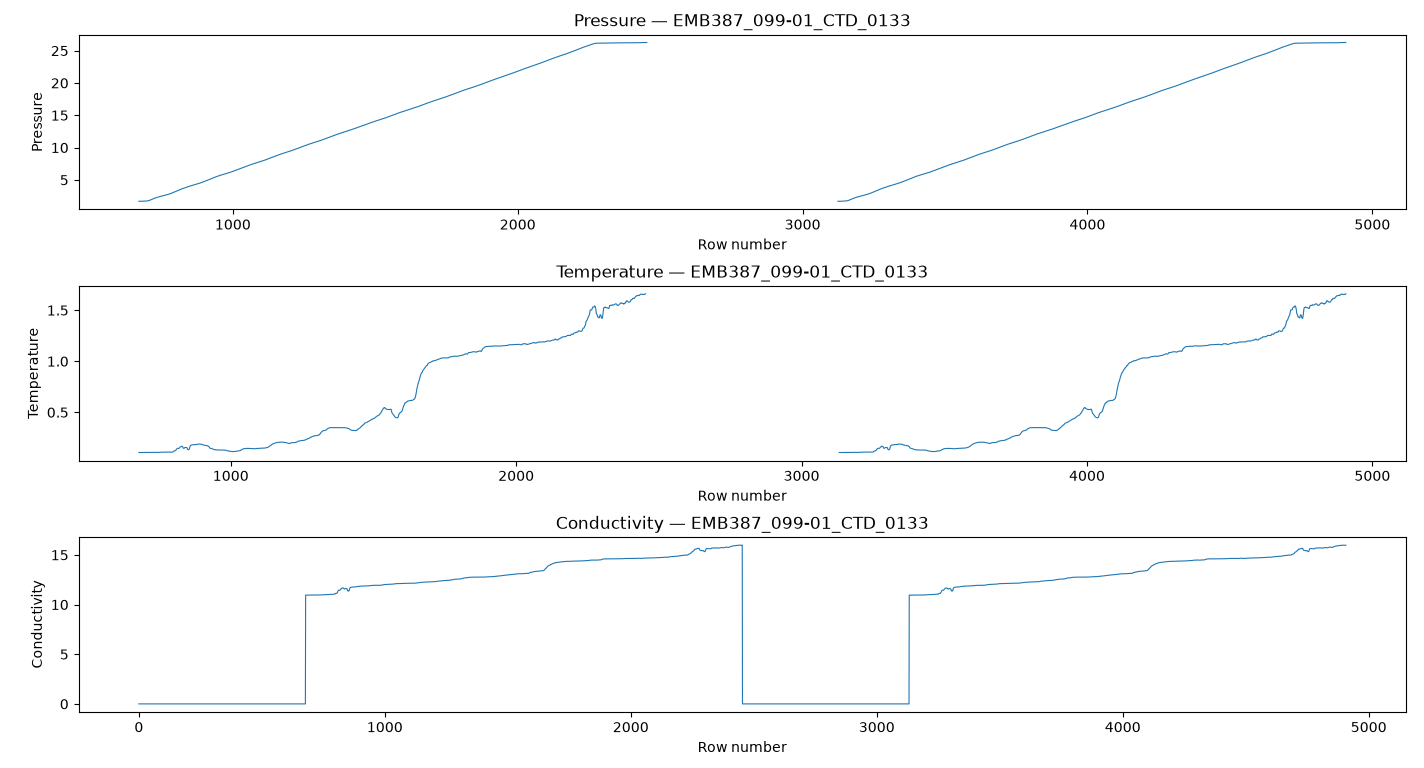 Pressure — EMB387_099-01_CTD_0133
25
20
15
10
5
Pressure
1000 2000 3000 4000 5000
Row number
Temperature — EMB387_099-01_CTD_0133
1.5
1.0
0.5
Temperature
1000 2000 3000 4000 5000
Row number
Conductivity — EMB387_099-01_CTD_0133
15
10
5
0
Conductivity
0 1000 2000 3000 4000 5000
Row number